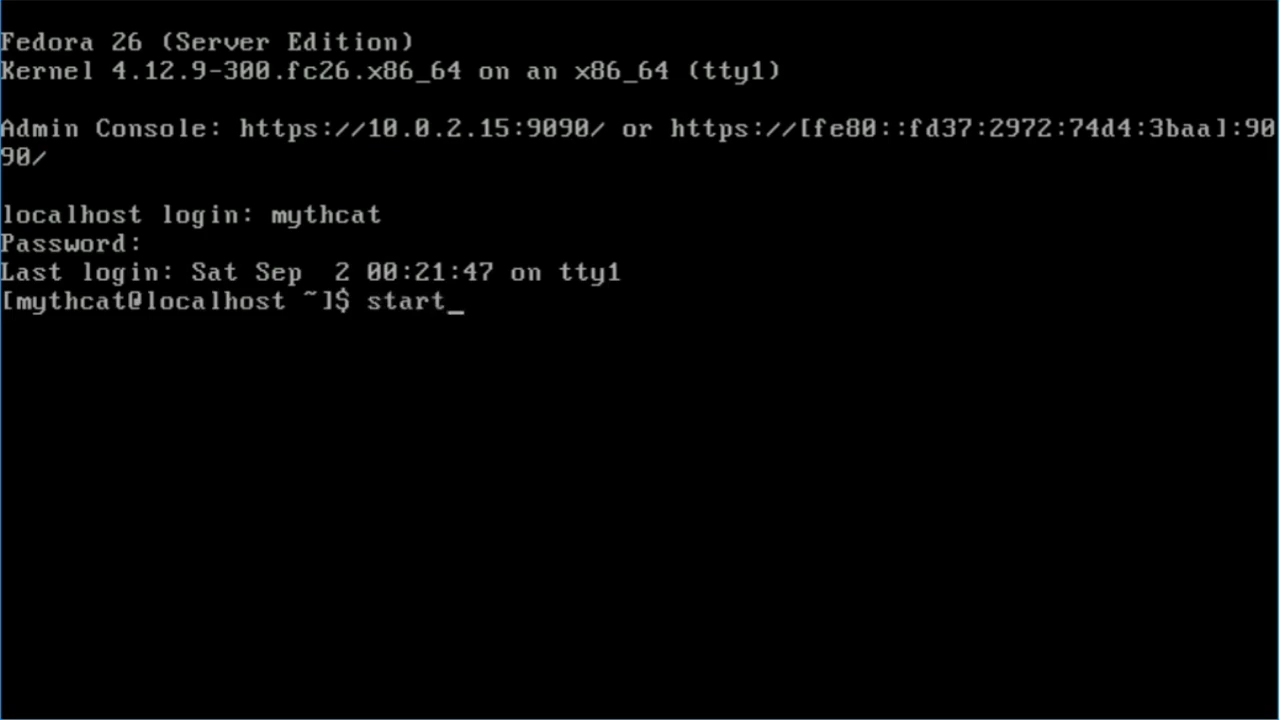 Fedora 26 (Server Edition)
Kernel 4.12.9-300.fc26.x86_64 on an x86_64 (tty1)
Admin Console: https://10.0.2.15:9090/ or https://[fe80::fd37:2972:74d4:3baa]:90
90/
localhost login: mythcat
Password:
Last login: Sat Sep  2 00:21:47 on tty1
[mythcat@localhost ~]$ start_